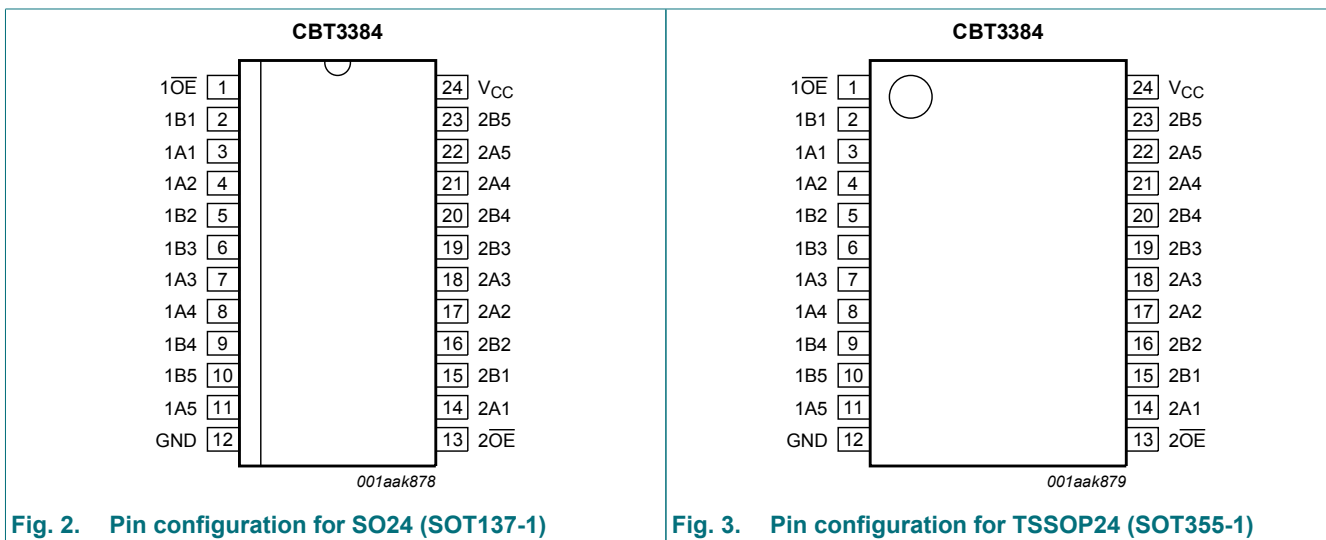 CBT3384
1O̅E̅ 1 24 VCC
1B1 2 23 2B5
1A1 3 22 2A5
1A2 4 21 2A4
1B2 5 20 2B4
1B3 6 19 2B3
1A3 7 18 2A3
1A4 8 17 2A2
1B4 9 16 2B2
1B5 10 15 2B1
1A5 11 14 2A1
GND 12 13 2O̅E̅
001aak878
Fig. 2. Pin configuration for SO24 (SOT137-1)
CBT3384
1O̅E̅ 1 24 VCC
1B1 2 23 2B5
1A1 3 22 2A5
1A2 4 21 2A4
1B2 5 20 2B4
1B3 6 19 2B3
1A3 7 18 2A3
1A4 8 17 2A2
1B4 9 16 2B2
1B5 10 15 2B1
1A5 11 14 2A1
GND 12 13 2O̅E̅
001aak879
Fig. 3. Pin configuration for TSSOP24 (SOT355-1)